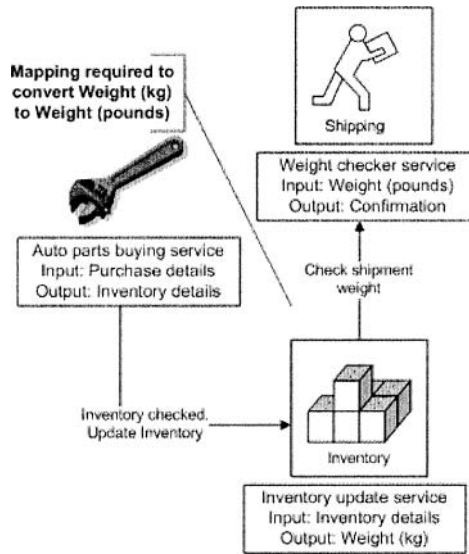 Mapping required to
convert Weight (kg)
to Weight (pounds)
Shipping
Weight checker service
Input: Weight (pounds)
Output: Confirmation
Auto parts buying service
Input: Purchase details
Output: Inventory details
Check shipment
weight
Inventory checked.
Update Inventory
Inventory
Inventory update service
Input: Inventory details
Output: Weight (kg)